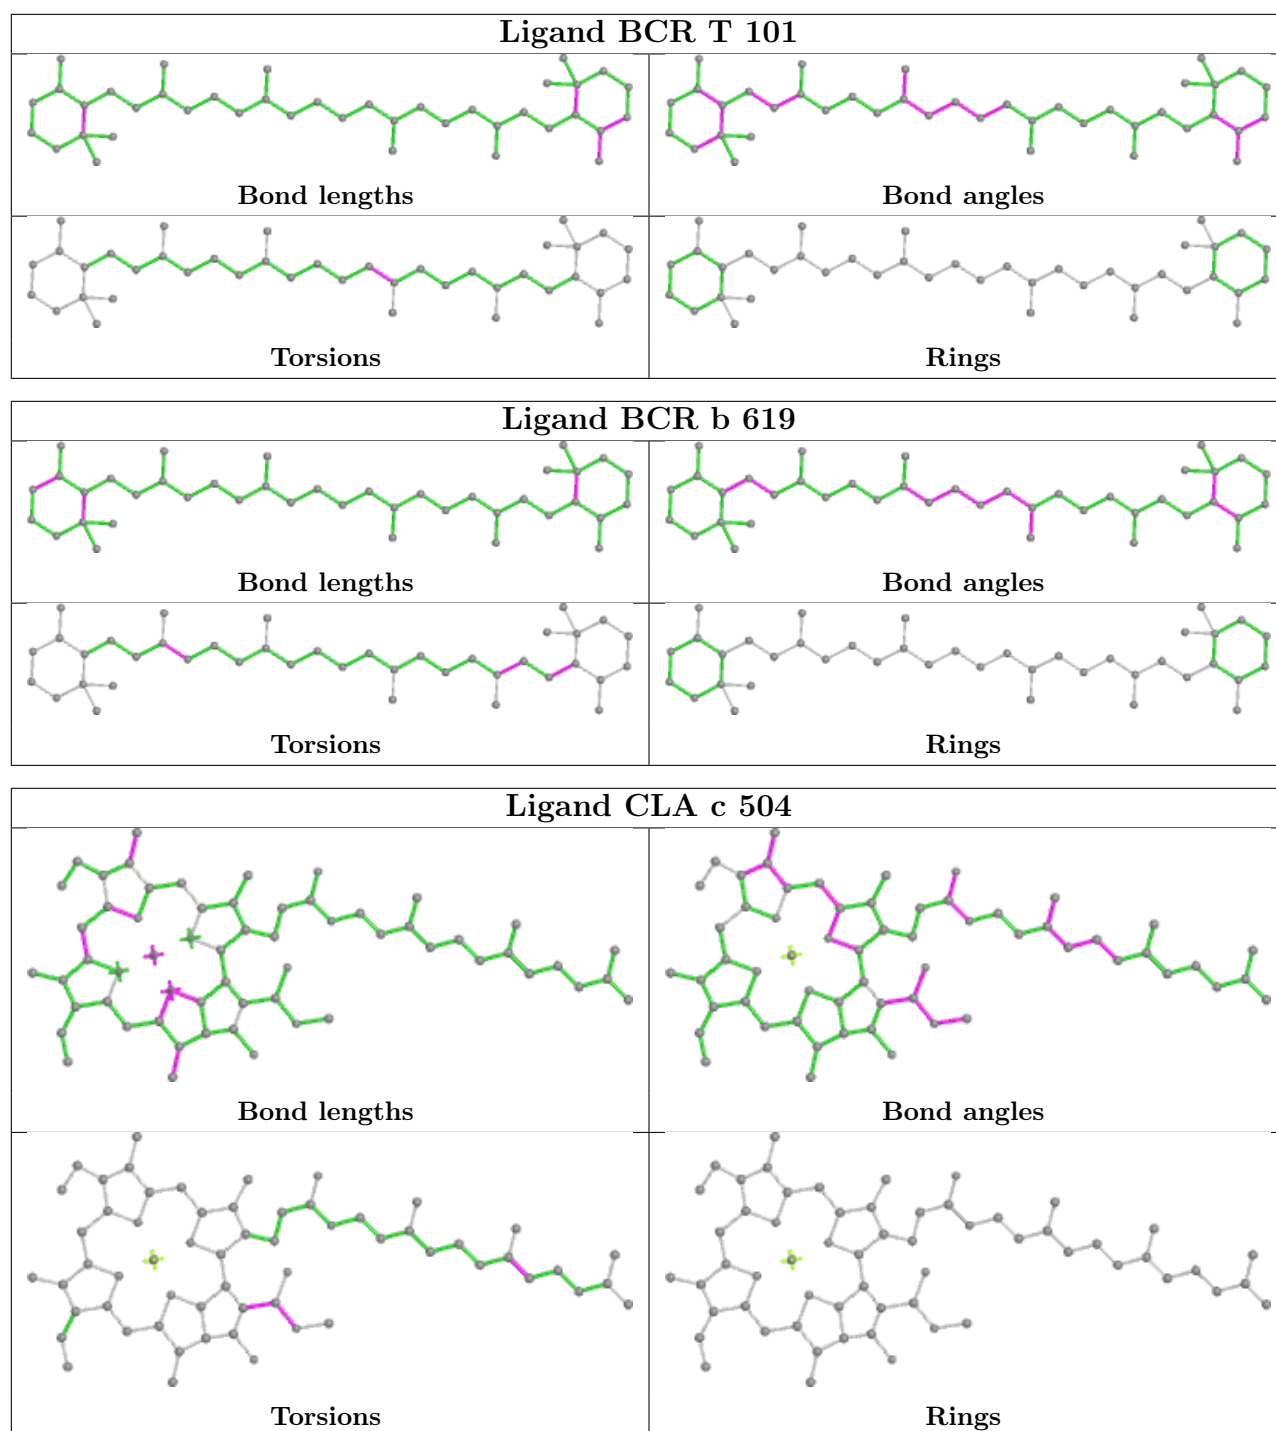 Ligand BCR T 101
Bond lengths
Bond angles
Torsions
Rings
Ligand BCR b 619
Bond lengths
Bond angles
Torsions
Rings
Ligand CLA c 504
Bond lengths
Bond angles
Torsions
Rings